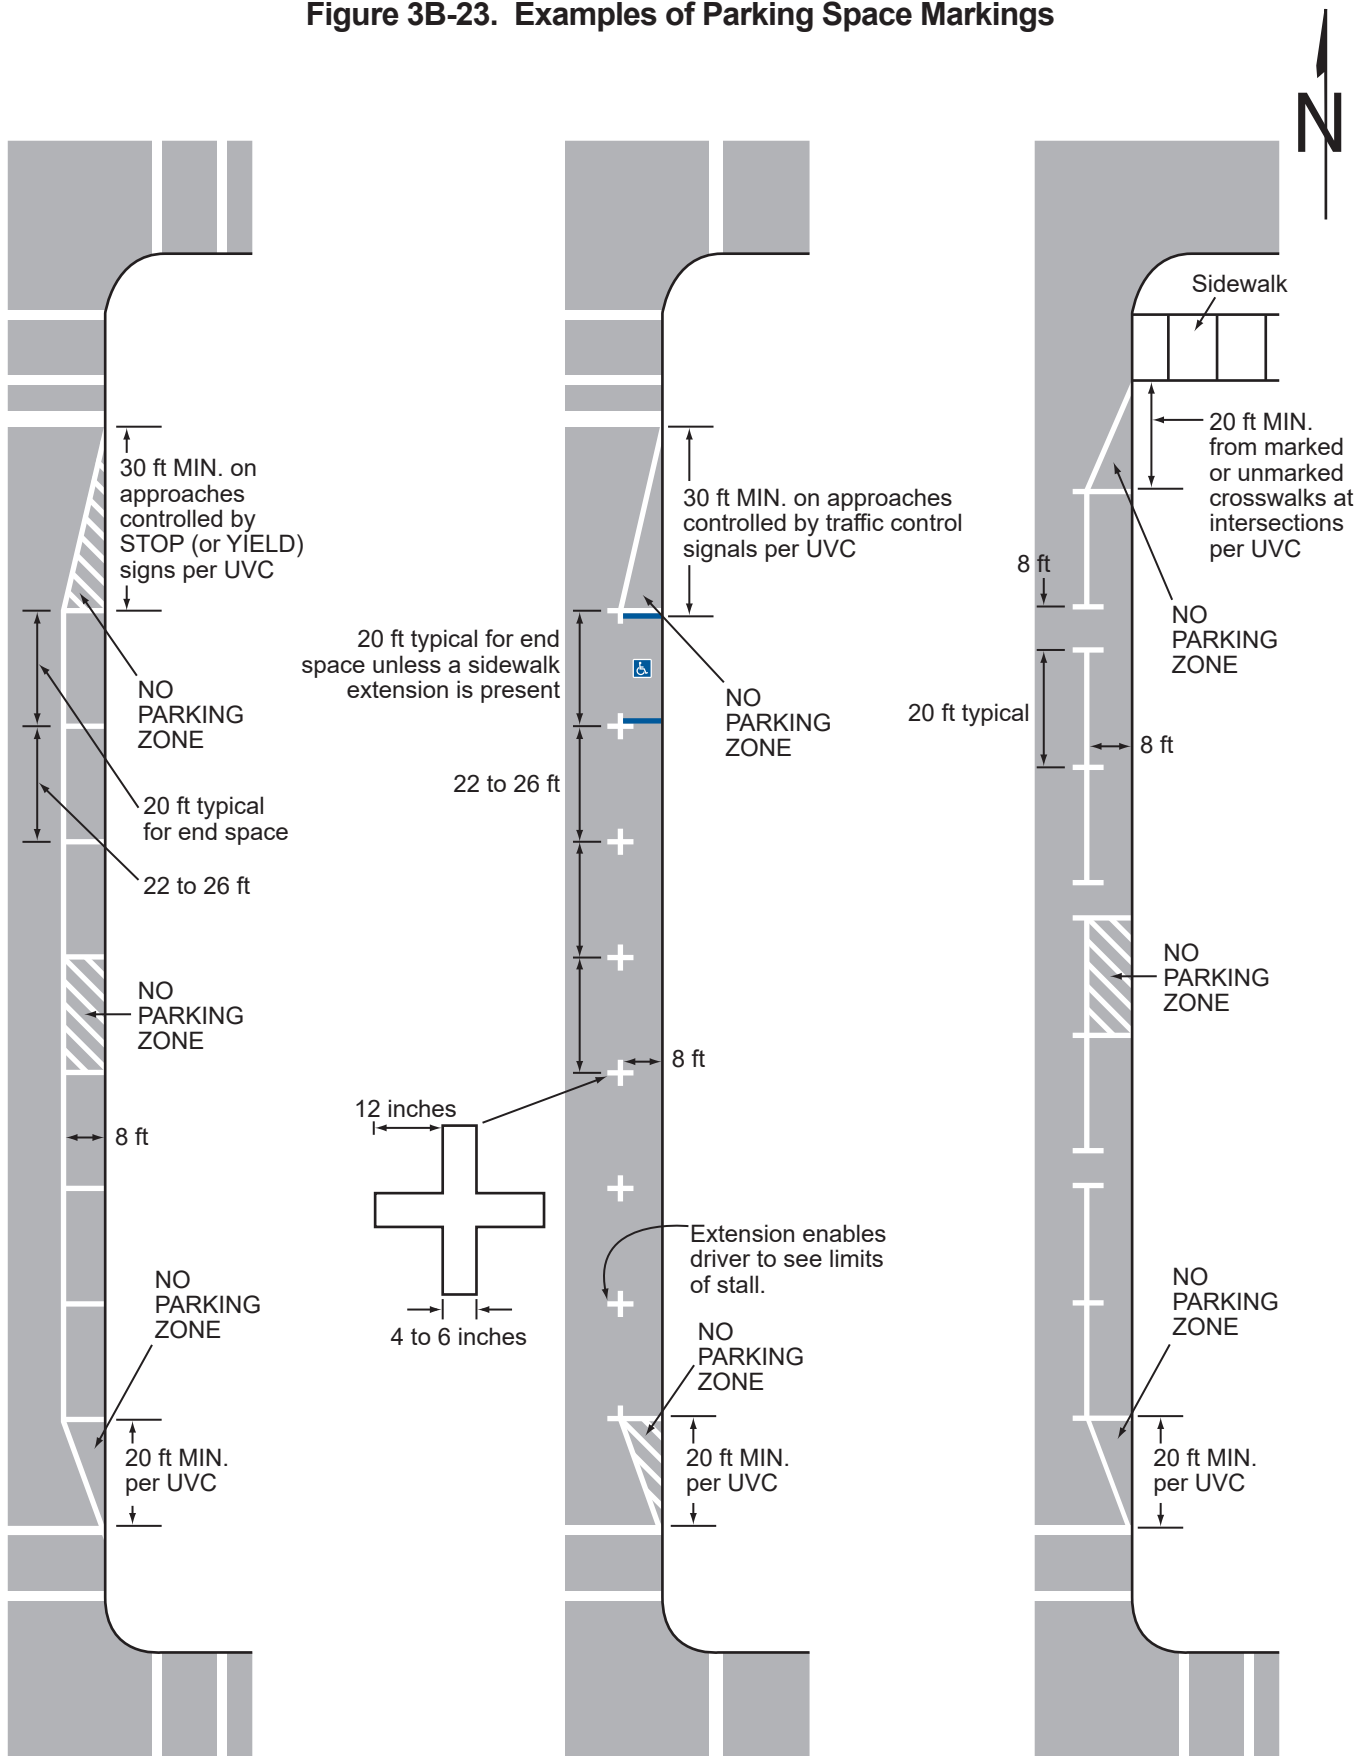 Figure 3B-23.  Examples of Parking Space Markings
N
30 ft MIN. on
approaches
controlled by
STOP (or YIELD)
signs per UVC
NO
PARKING
ZONE
20 ft typical
for end space
22 to 26 ft
NO
PARKING
ZONE
8 ft
NO
PARKING
ZONE
20 ft MIN.
per UVC
30 ft MIN. on approaches
controlled by traffic control
signals per UVC
20 ft typical for end
space unless a sidewalk
extension is present
NO
PARKING
ZONE
22 to 26 ft
8 ft
12 inches
4 to 6 inches
Extension enables
driver to see limits
of stall.
NO
PARKING
ZONE
20 ft MIN.
per UVC
Sidewalk
20 ft MIN.
from marked
or unmarked
crosswalks at
intersections
per UVC
8 ft
NO
PARKING
ZONE
20 ft typical
8 ft
NO
PARKING
ZONE
NO
PARKING
ZONE
20 ft MIN.
per UVC